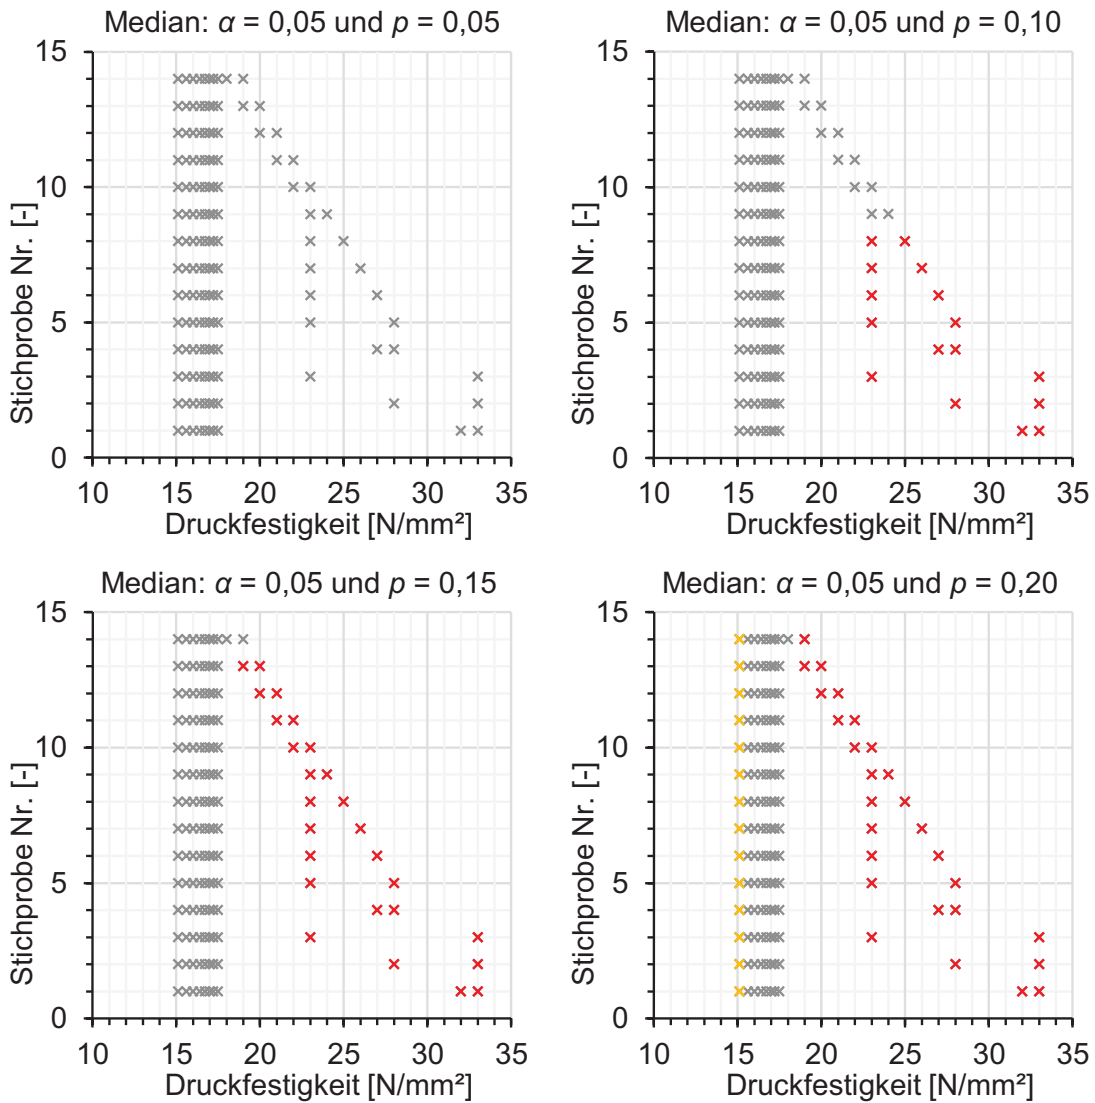 Median: α = 0,05 und p = 0,05
15
10
5
0
10 15 20 25 30 35
Stichprobe Nr. [-]
Druckfestigkeit [N/mm²]
Median: α = 0,05 und p = 0,10
15
10
5
0
10 15 20 25 30 35
Stichprobe Nr. [-]
Druckfestigkeit [N/mm²]
Median: α = 0,05 und p = 0,15
15
10
5
0
10 15 20 25 30 35
Stichprobe Nr. [-]
Druckfestigkeit [N/mm²]
Median: α = 0,05 und p = 0,20
15
10
5
0
10 15 20 25 30 35
Stichprobe Nr. [-]
Druckfestigkeit [N/mm²]